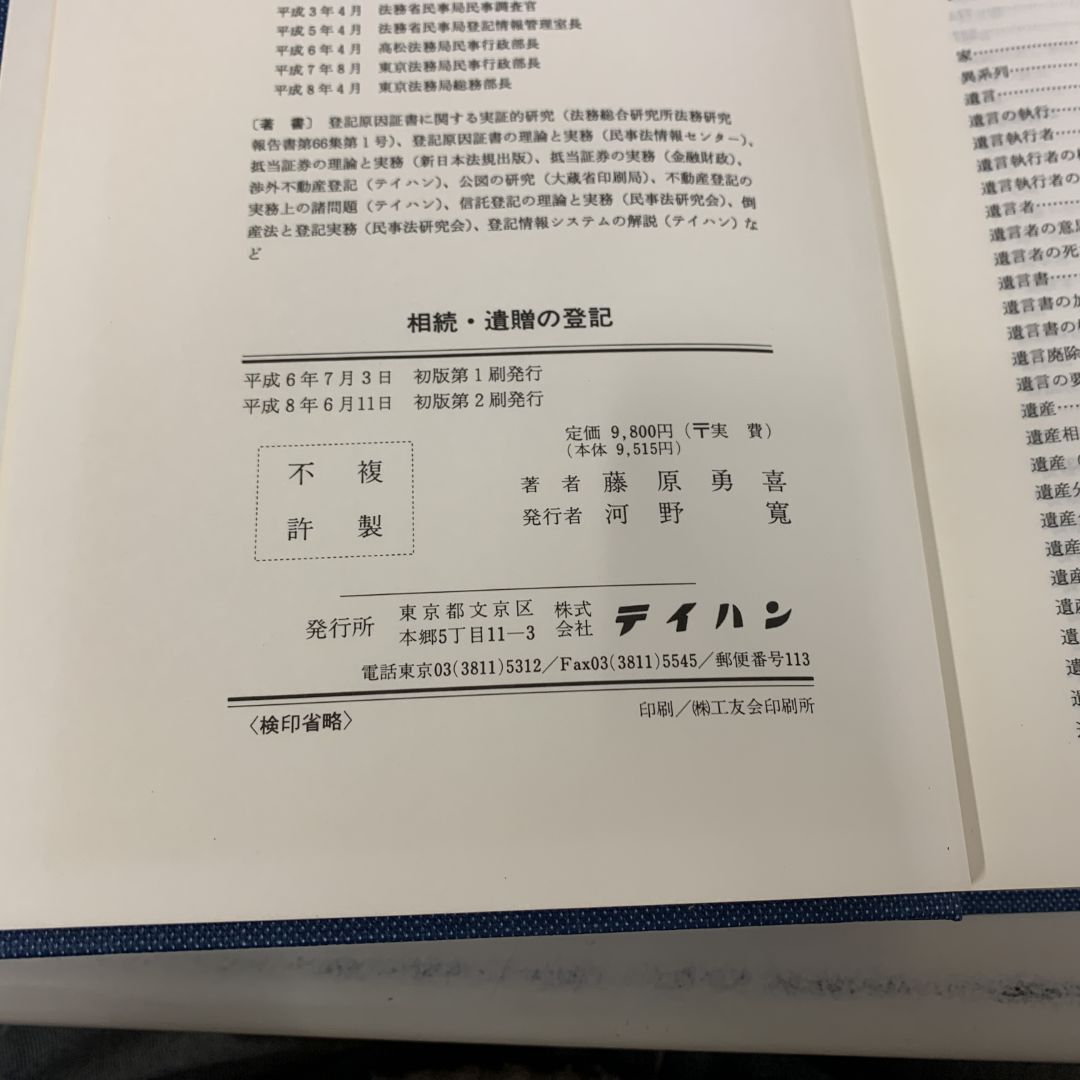 平成3年4月 法務省民事局民事調査官
平成5年4月 法務省民事局登記情報管理室長
平成6年4月 高松法務局民事行政部長
平成7年8月 東京法務局民事行政部長
平成8年4月 東京法務局総務部長
〔著 書〕 登記原因証書に関する実証的研究（法務総合研究所法務研究
報告書第66集第1号）、登記原因証書の理論と実務（民事法情報センター）、
抵当証券の理論と実務（新日本法規出版）、抵当証券の実務（金融財政）、
渉外不動産登記（テイハン）、公図の研究（大蔵省印刷局）、不動産登記の
実務上の諸問題（テイハン）、信託登記の理論と実務（民事法研究会）、倒
産法と登記実務（民事法研究会）、登記情報システムの解説（テイハン）な
ど
相続・遺贈の登記
平成6年7月3日 初版第1刷発行
平成8年6月11日 初版第2刷発行
定価 9,800円（〒実 費）
（本体 9,515円）
不 複
許 製
著 者 藤 原 勇 喜
発行者 河 野 寬
発行所 東京都文京区 株式 テイハン
本郷5丁目11―3 会社
電話東京03(3811)5312／Fax03(3811)5545／郵便番号113
〈検印省略〉
印刷／㈱工友会印刷所
家……
異系列……
遺言……
遺言の執行…
遺言執行者…
遺言執行者の
遺言執行者の
遺言者……
遺言者の意
遺言者の死
遺言書……
遺言書の
遺言書の
遺言廃除
遺言の要
遺産……
遺産相
遺産（
遺産分
遺産
遺産
遺産
遺産
遺
遺